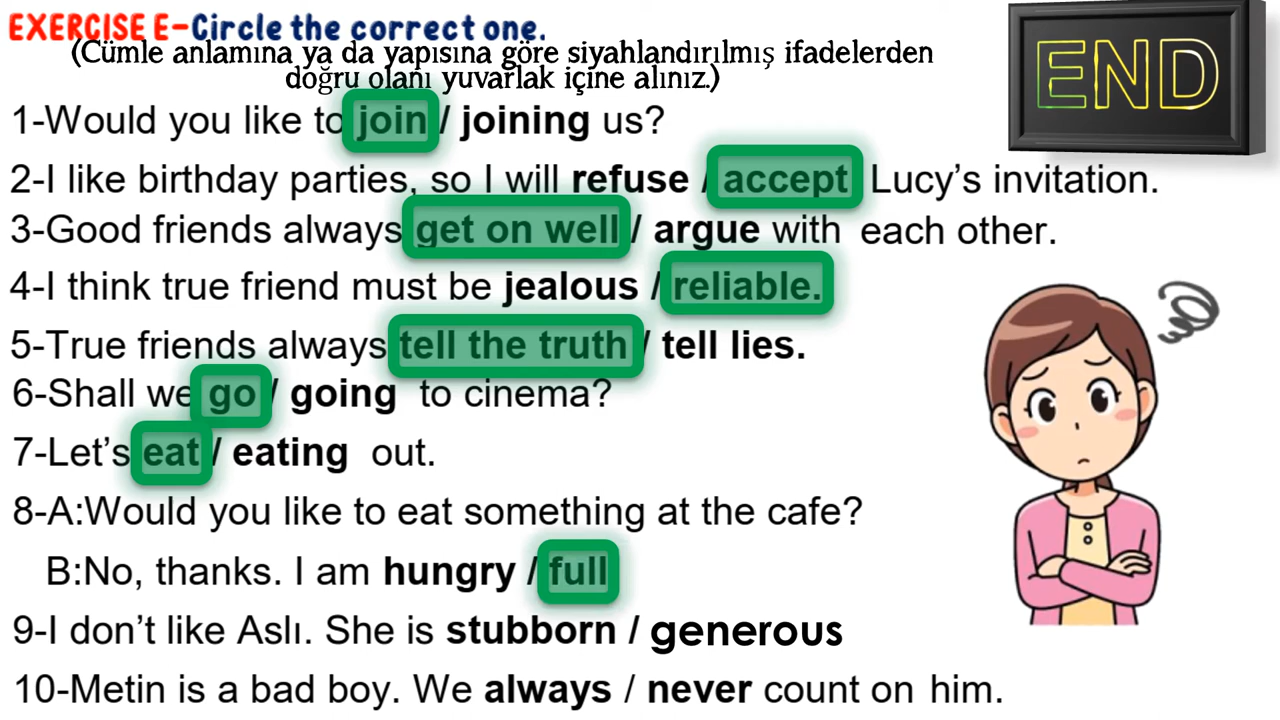 EXERCISE E-Circle the correct one.
(Cümle anlamına ya da yapısına göre siyahlandırılmış ifadelerden
doğru olanı yuvarlak içine alınız.)
END
1-Would you like to join / joining us?
2-I like birthday parties, so I will refuse / accept Lucy's invitation.
3-Good friends always get on well / argue with each other.
4-I think true friend must be jealous / reliable.
5-True friends always tell the truth / tell lies.
6-Shall we go / going to cinema?
7-Let's eat / eating out.
8-A:Would you like to eat something at the cafe?
B:No, thanks. I am hungry / full
9-I don't like Aslı. She is stubborn / generous
10-Metin is a bad boy. We always / never count on him.